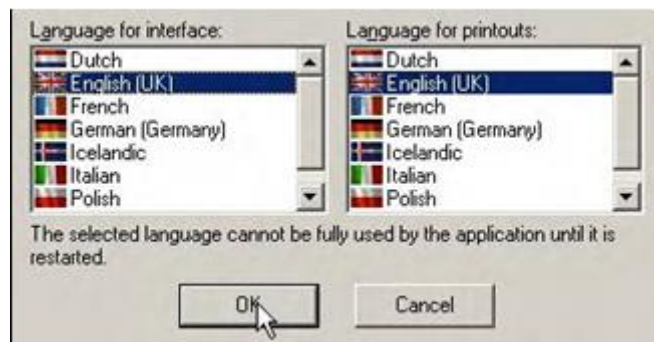 Language for interface:
Dutch
English (UK)
French
German (Germany)
Icelandic
Italian
Polish
Language for printouts:
Dutch
English (UK)
French
German (Germany)
Icelandic
Italian
Polish
The selected language cannot be fully used by the application until it is
restarted.
OK
Cancel